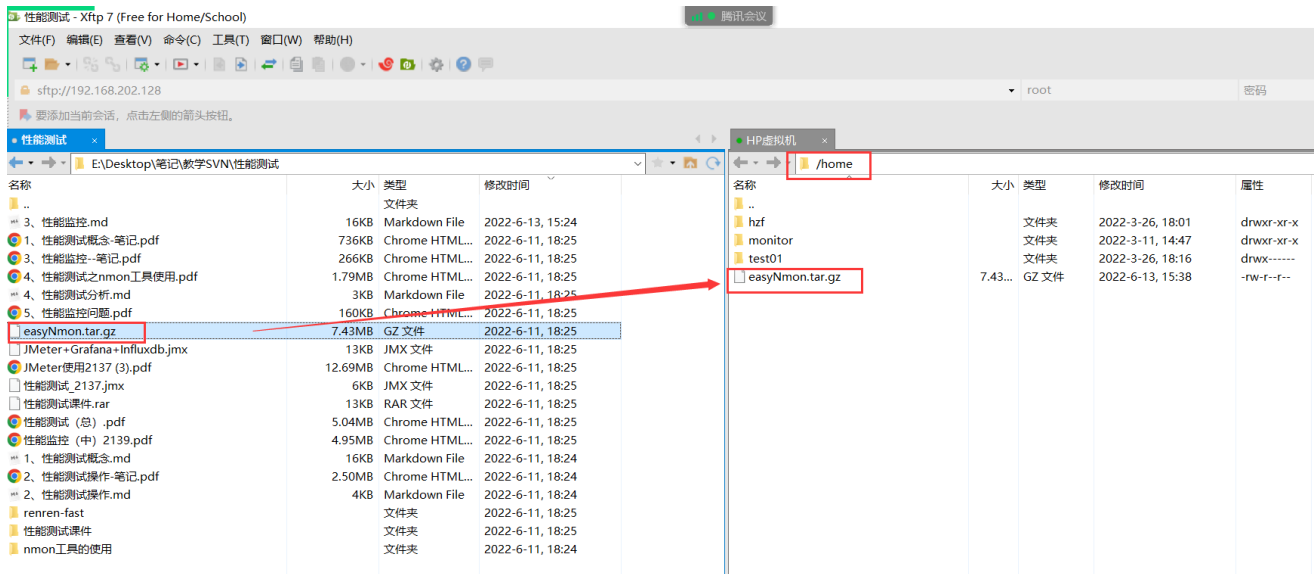 性能测试 - Xftp 7 (Free for Home/School)
腾讯会议
文件(F) 编辑(E) 查看(V) 命令(C) 工具(T) 窗口(W) 帮助(H)
sftp://192.168.202.128 root 密码
要添加当前会话，点击左侧的箭头按钮。
性能测试 ×
E:\Desktop\笔记\教学SVN\性能测试
名称 大小 类型 修改时间
.. 文件夹
3、性能监控.md 16KB Markdown File 2022-6-13, 15:24
1、性能测试概念-笔记.pdf 736KB Chrome HTML... 2022-6-11, 18:25
3、性能监控--笔记.pdf 266KB Chrome HTML... 2022-6-11, 18:25
4、性能测试之nmon工具使用.pdf 1.79MB Chrome HTML... 2022-6-11, 18:25
4、性能测试分析.md 3KB Markdown File 2022-6-11, 18:25
5、性能监控问题.pdf 160KB Chrome HTML... 2022-6-11, 18:25
easyNmon.tar.gz 7.43MB GZ 文件 2022-6-11, 18:25
JMeter+Grafana+Influxdb.jmx 13KB JMX 文件 2022-6-11, 18:25
JMeter使用2137 (3).pdf 12.69MB Chrome HTML... 2022-6-11, 18:25
性能测试_2137.jmx 6KB JMX 文件 2022-6-11, 18:25
性能测试课件.rar 13KB RAR 文件 2022-6-11, 18:25
性能测试（总）.pdf 5.04MB Chrome HTML... 2022-6-11, 18:25
性能监控（中）2139.pdf 4.95MB Chrome HTML... 2022-6-11, 18:25
1、性能测试概念.md 16KB Markdown File 2022-6-11, 18:24
2、性能测试操作-笔记.pdf 2.50MB Chrome HTML... 2022-6-11, 18:24
2、性能测试操作.md 4KB Markdown File 2022-6-11, 18:24
renren-fast 文件夹 2022-6-11, 18:25
性能测试课件 文件夹 2022-6-11, 18:25
nmon工具的使用 文件夹 2022-6-11, 18:24
HP虚拟机 ×
/home
名称 大小 类型 修改时间 属性
..
hzf 文件夹 2022-3-26, 18:01 drwxr-xr-x
monitor 文件夹 2022-3-11, 14:47 drwxr-xr-x
test01 文件夹 2022-3-26, 18:16 drwx------
easyNmon.tar.gz 7.43... GZ 文件 2022-6-13, 15:38 -rw-r--r--